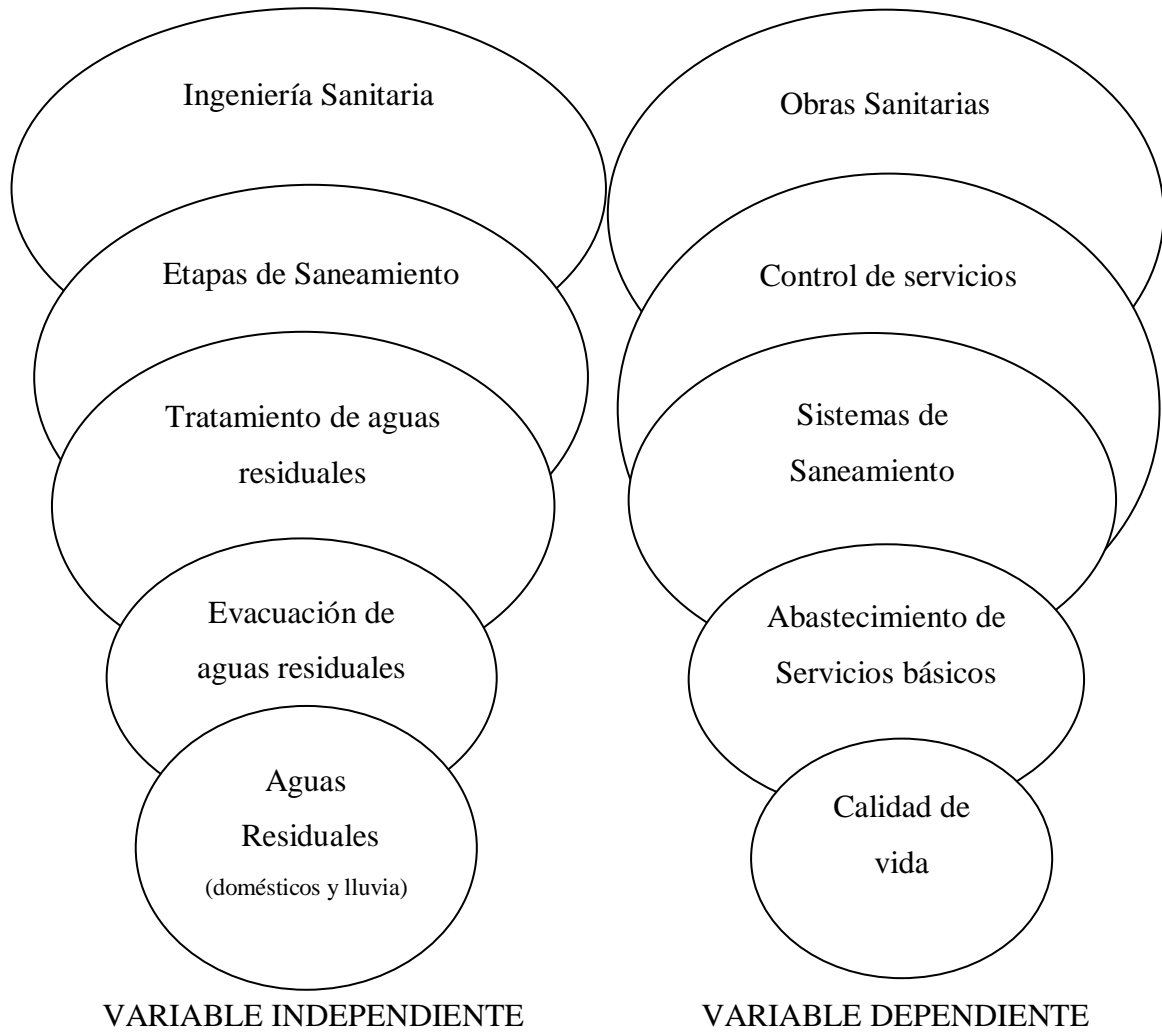 Ingeniería Sanitaria
Etapas de Saneamiento
Tratamiento de aguas
residuales
Evacuación de
aguas residuales
Aguas
Residuales
(domésticos y lluvia)
VARIABLE INDEPENDIENTE
Obras Sanitarias
Control de servicios
Sistemas de
Saneamiento
Abastecimiento de
Servicios básicos
Calidad de
vida
VARIABLE DEPENDIENTE